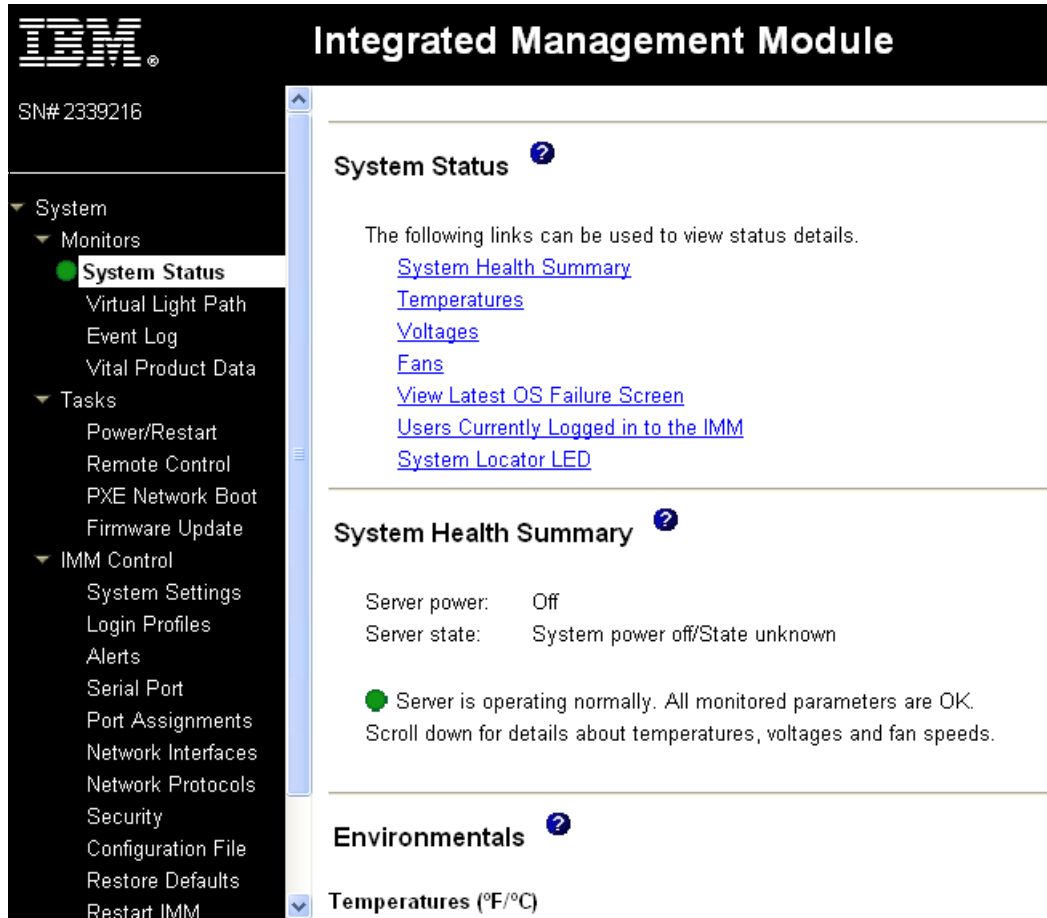 IBM®
Integrated Management Module
SN# 2339216
System
Monitors
System Status
Virtual Light Path
Event Log
Vital Product Data
Tasks
Power/Restart
Remote Control
PXE Network Boot
Firmware Update
IMM Control
System Settings
Login Profiles
Alerts
Serial Port
Port Assignments
Network Interfaces
Network Protocols
Security
Configuration File
Restore Defaults
Restart IMM
System Status ?
The following links can be used to view status details.
System Health Summary
Temperatures
Voltages
Fans
View Latest OS Failure Screen
Users Currently Logged in to the IMM
System Locator LED
System Health Summary ?
Server power: Off
Server state: System power off/State unknown
Server is operating normally. All monitored parameters are OK.
Scroll down for details about temperatures, voltages and fan speeds.
Environmentals ?
Temperatures (°F/°C)